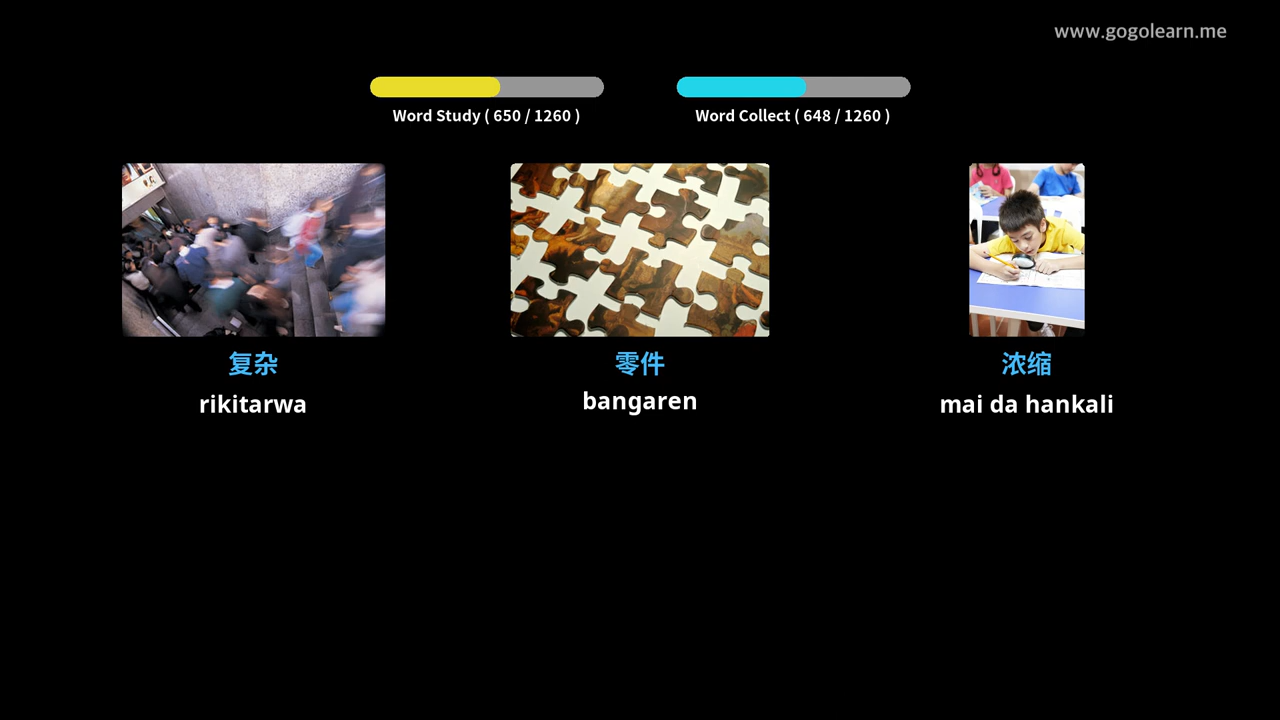 www.gogolearn.me
Word Study ( 650 / 1260 )
Word Collect ( 648 / 1260 )
复杂
rikitarwa
零件
bangaren
浓缩
mai da hankali